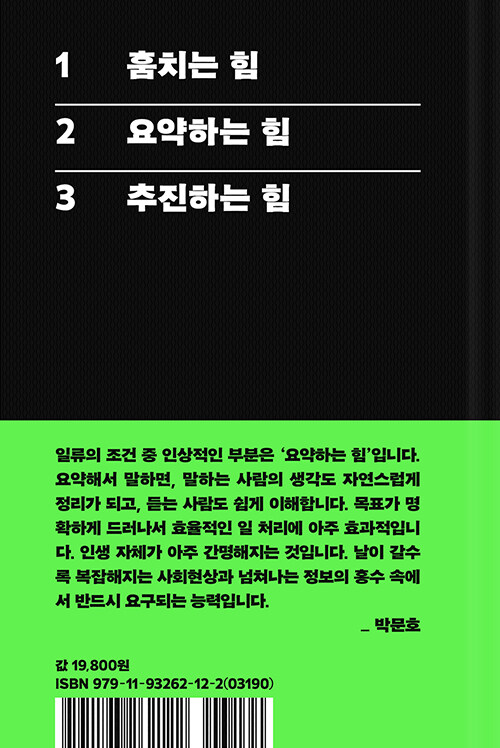 1 훔치는 힘
2 요약하는 힘
3 추진하는 힘
일류의 조건 중 인상적인 부분은 ‘요약하는 힘’입니다.
요약해서 말하면, 말하는 사람의 생각도 자연스럽게
정리가 되고, 듣는 사람도 쉽게 이해합니다. 목표가 명
확하게 드러나서 효율적인 일 처리에 아주 효과적입니
다. 인생 자체가 아주 간명해지는 것입니다. 날이 갈수
록 복잡해지는 사회현상과 넘쳐나는 정보의 홍수 속에
서 반드시 요구되는 능력입니다.
_ 박문호
값 19,800원
ISBN 979-11-93262-12-2(03190)